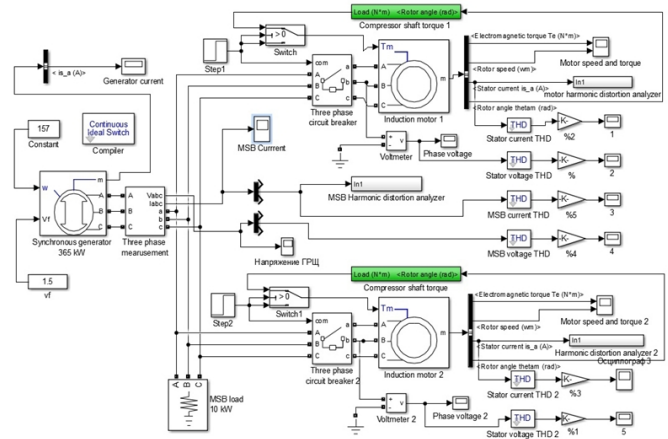 Load (N*m) <Rotor angle (rad)>
Compressor shaft torque 1
<Electromagnetic torque Te (N*m)>
Motor speed and torque
<Rotor speed (wm)>
<Stator current is_a (A)>
In1
motor harmonic distortion analyzer
<Rotor angle thetam (rad)>
Step1
> 0
Switch
com
A
B
C
a
b
c
Three phase
circuit breaker
Tm
A
B
C
m
Induction motor 1
< is_a (A)>
Generator current
157
Constant
Continuous
Ideal Switch
Compiler
MSB Currrent
THD
Stator current THD
-K-
%2
1
+
-
v
Voltmeter
Phase voltage
THD
Stator voltage THD
-K-
%
2
In1
MSB Harmonic distortion analyzer
THD
MSB current THD
-K-
%5
3
THD
MSB voltage THD
-K-
%4
4
w
Vf
m
A
B
C
Synchronous generator
365 kW
Vabc
Iabc
A
B
C
a
b
c
Three phase
mearusement
Напряжение ГРЩ
1.5
vf
Load (N*m) <Rotor angle (rad)>
Compressor shaft torque
<Electromagnetic torque Te (N*m)>
Motor speed and torque 2
<Rotor speed (wm)>
<Stator current is_a (A)>
In1
Harmonic distortion analyzer 2
Осциллограф 3
<Rotor angle thetam (rad)>
Step2
> 0
Switch1
com
A
B
C
a
b
c
Three phase
circuit breaker 2
Tm
A
B
C
m
Induction motor 2
A B C
MSB load
10 kW
THD
Stator current THD 2
-K-
%3
+
-
v
Voltmeter 2
Phase voltage 2
THD
Stator voltage THD 2
-K-
%1
5